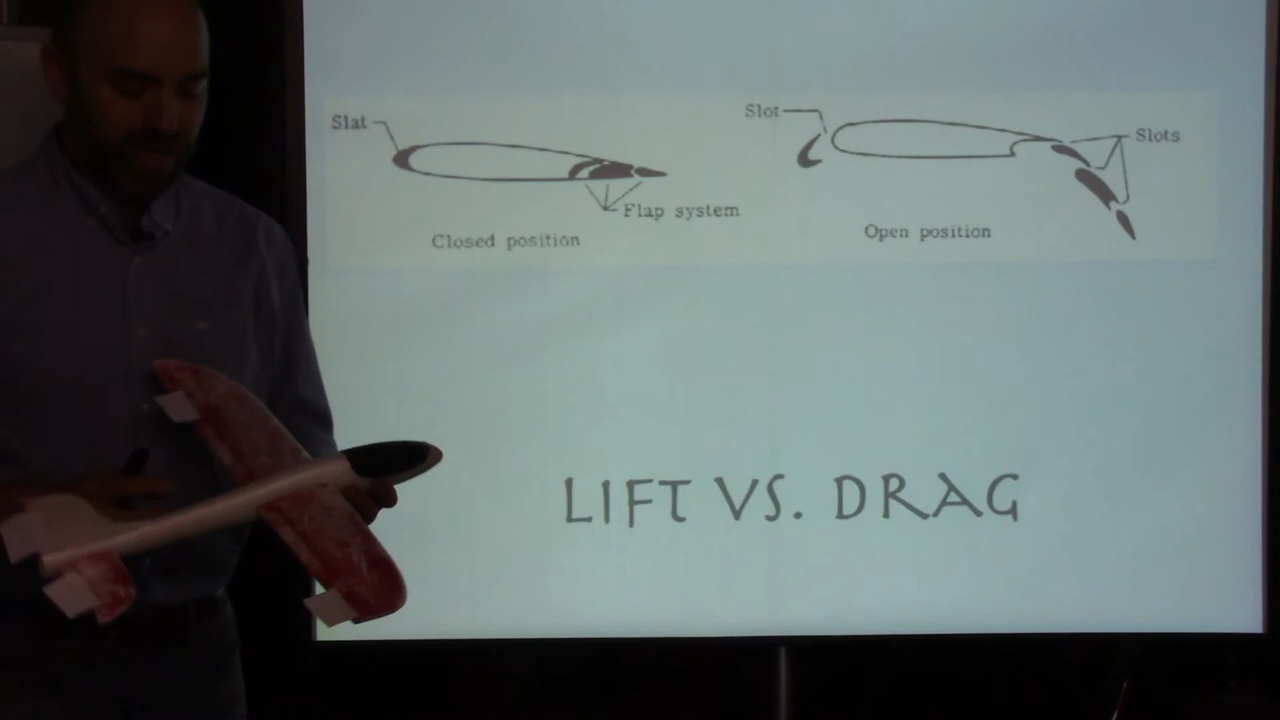 Slat
Flap system
Closed position
Slot
Slots
Open position
LIFT VS. DRAG